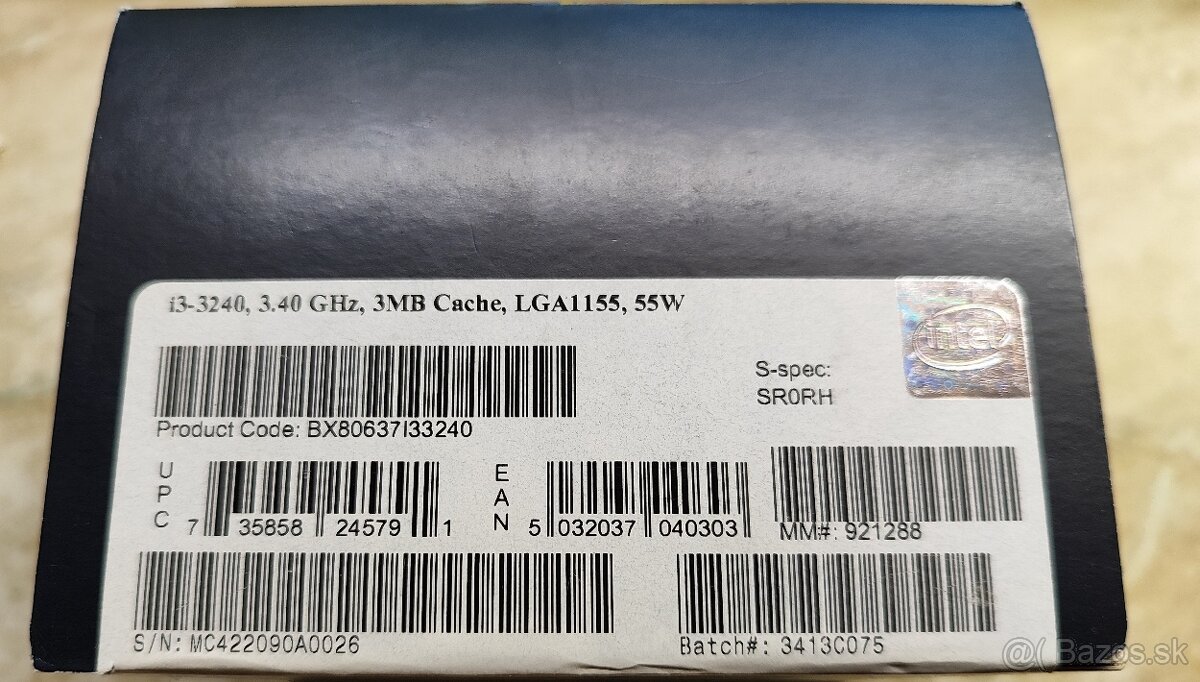 i3-3240, 3.40 GHz, 3MB Cache, LGA1155, 55W
intel
S-spec:
SR0RH
Product Code: BX80637I33240
UPC 7 35858 24579 1
EAN 5 032037 040303
MM#: 921288
S/N: MC422090A0026
Batch#: 3413C075
@( Bazos.sk